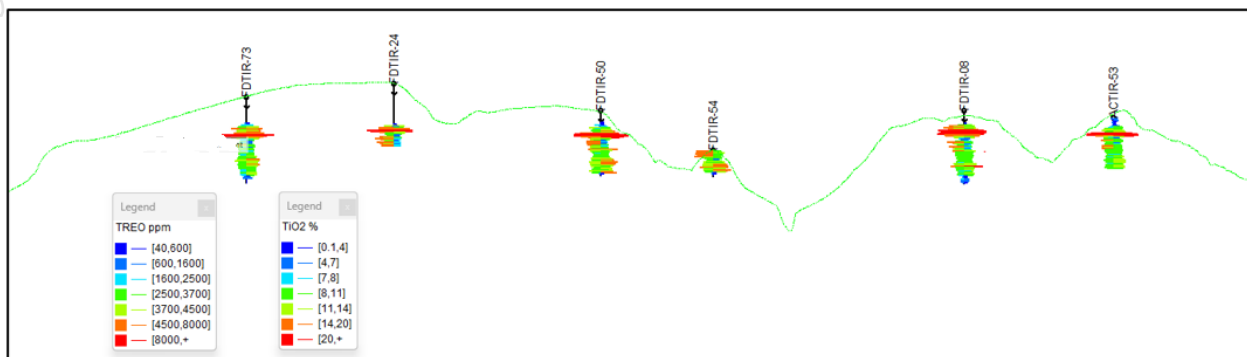 FDTIR-73
FDTIR-24
FDTIR-50
FDTIR-54
FDTIR-08
ACTIR-53
Legend
TREO ppm
[40,600]
[600,1600]
[1600,2500]
[2500,3700]
[3700,4500]
[4500,8000]
[8000,+
Legend
TiO2 %
[0.1,4]
[4,7]
[7,8]
[8,11]
[11,14]
[14,20]
[20,+